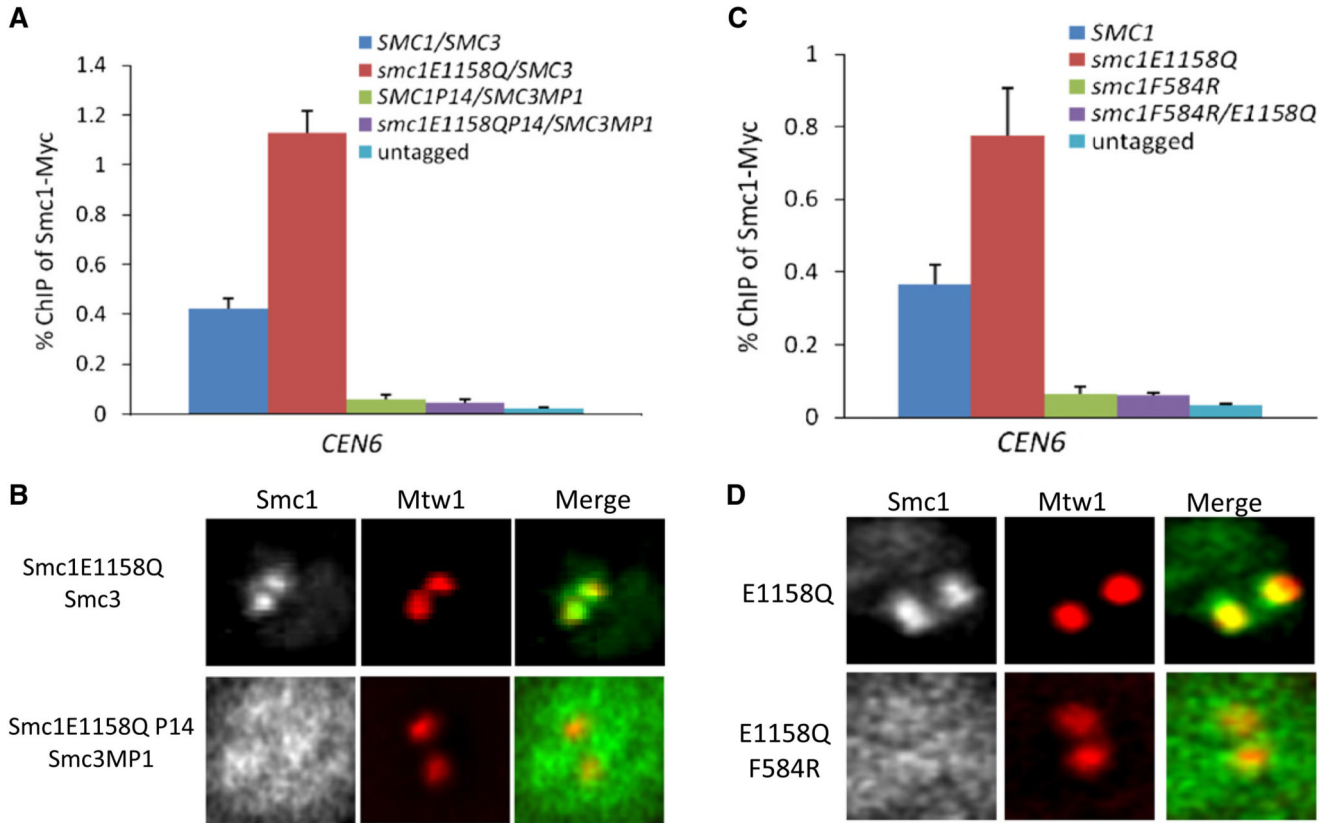 A
SMC1/SMC3
smc1E1158Q/SMC3
SMC1P14/SMC3MP1
smc1E1158QP14/SMC3MP1
untagged
% ChIP of Smc1-Myc
1.4
1.2
1
0.8
0.6
0.4
0.2
0
CEN6
C
SMC1
smc1E1158Q
smc1F584R
smc1F584R/E1158Q
untagged
% ChIP of Smc1-Myc
1
0.8
0.6
0.4
0.2
0
CEN6
B
Smc1 Mtw1 Merge
Smc1E1158Q
Smc3
Smc1E1158Q P14
Smc3MP1
D
Smc1 Mtw1 Merge
E1158Q
E1158Q
F584R